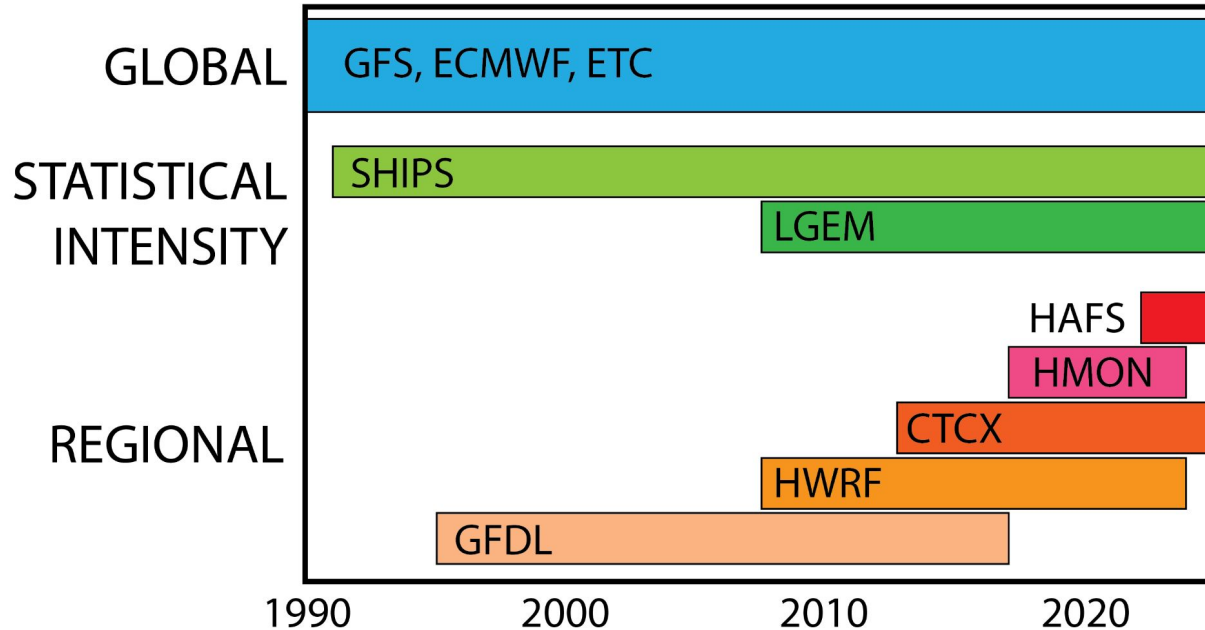 GLOBAL
GFS, ECMWF, ETC
STATISTICAL
INTENSITY
SHIPS
LGEM
REGIONAL
HAFS
HMON
CTCX
HWRF
GFDL
1990 2000 2010 2020